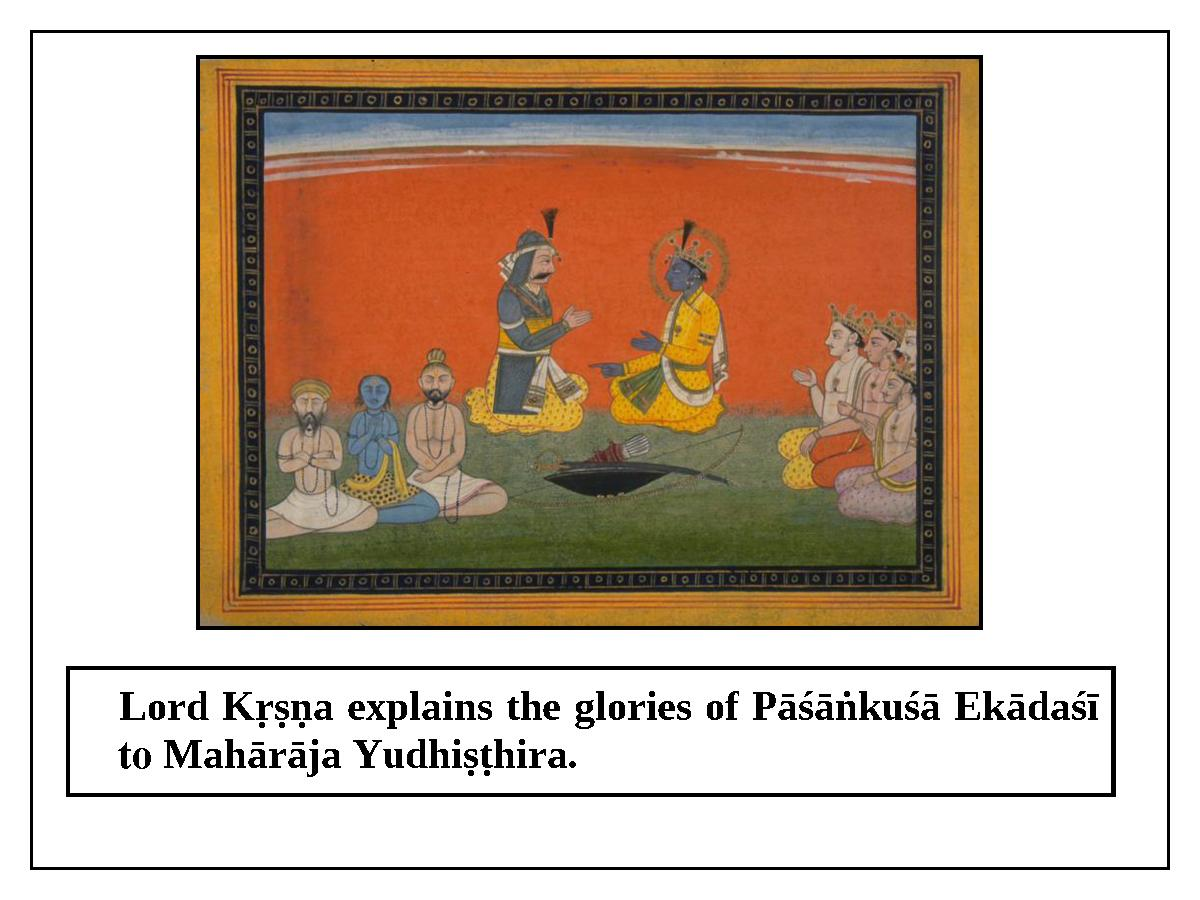 Lord Kṛṣṇa explains the glories of Pāśāṅkuśā Ekādaśī
to Mahārāja Yudhiṣṭhira.